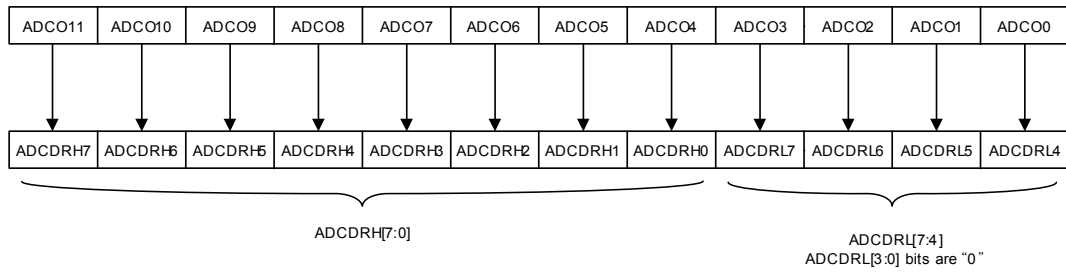 ADCO11 ADCO10 ADCO9 ADCO8 ADCO7 ADCO6 ADCO5 ADCO4 ADCO3 ADCO2 ADCO1 ADCO0
ADCDRH7 ADCDRH6 ADCDRH5 ADCDRH4 ADCDRH3 ADCDRH2 ADCDRH1 ADCDRH0 ADCDRL7 ADCDRL6 ADCDRL5 ADCDRL4
ADCDRH[7:0]
ADCDRL[7:4]
ADCDRL[3:0] bits are “0”